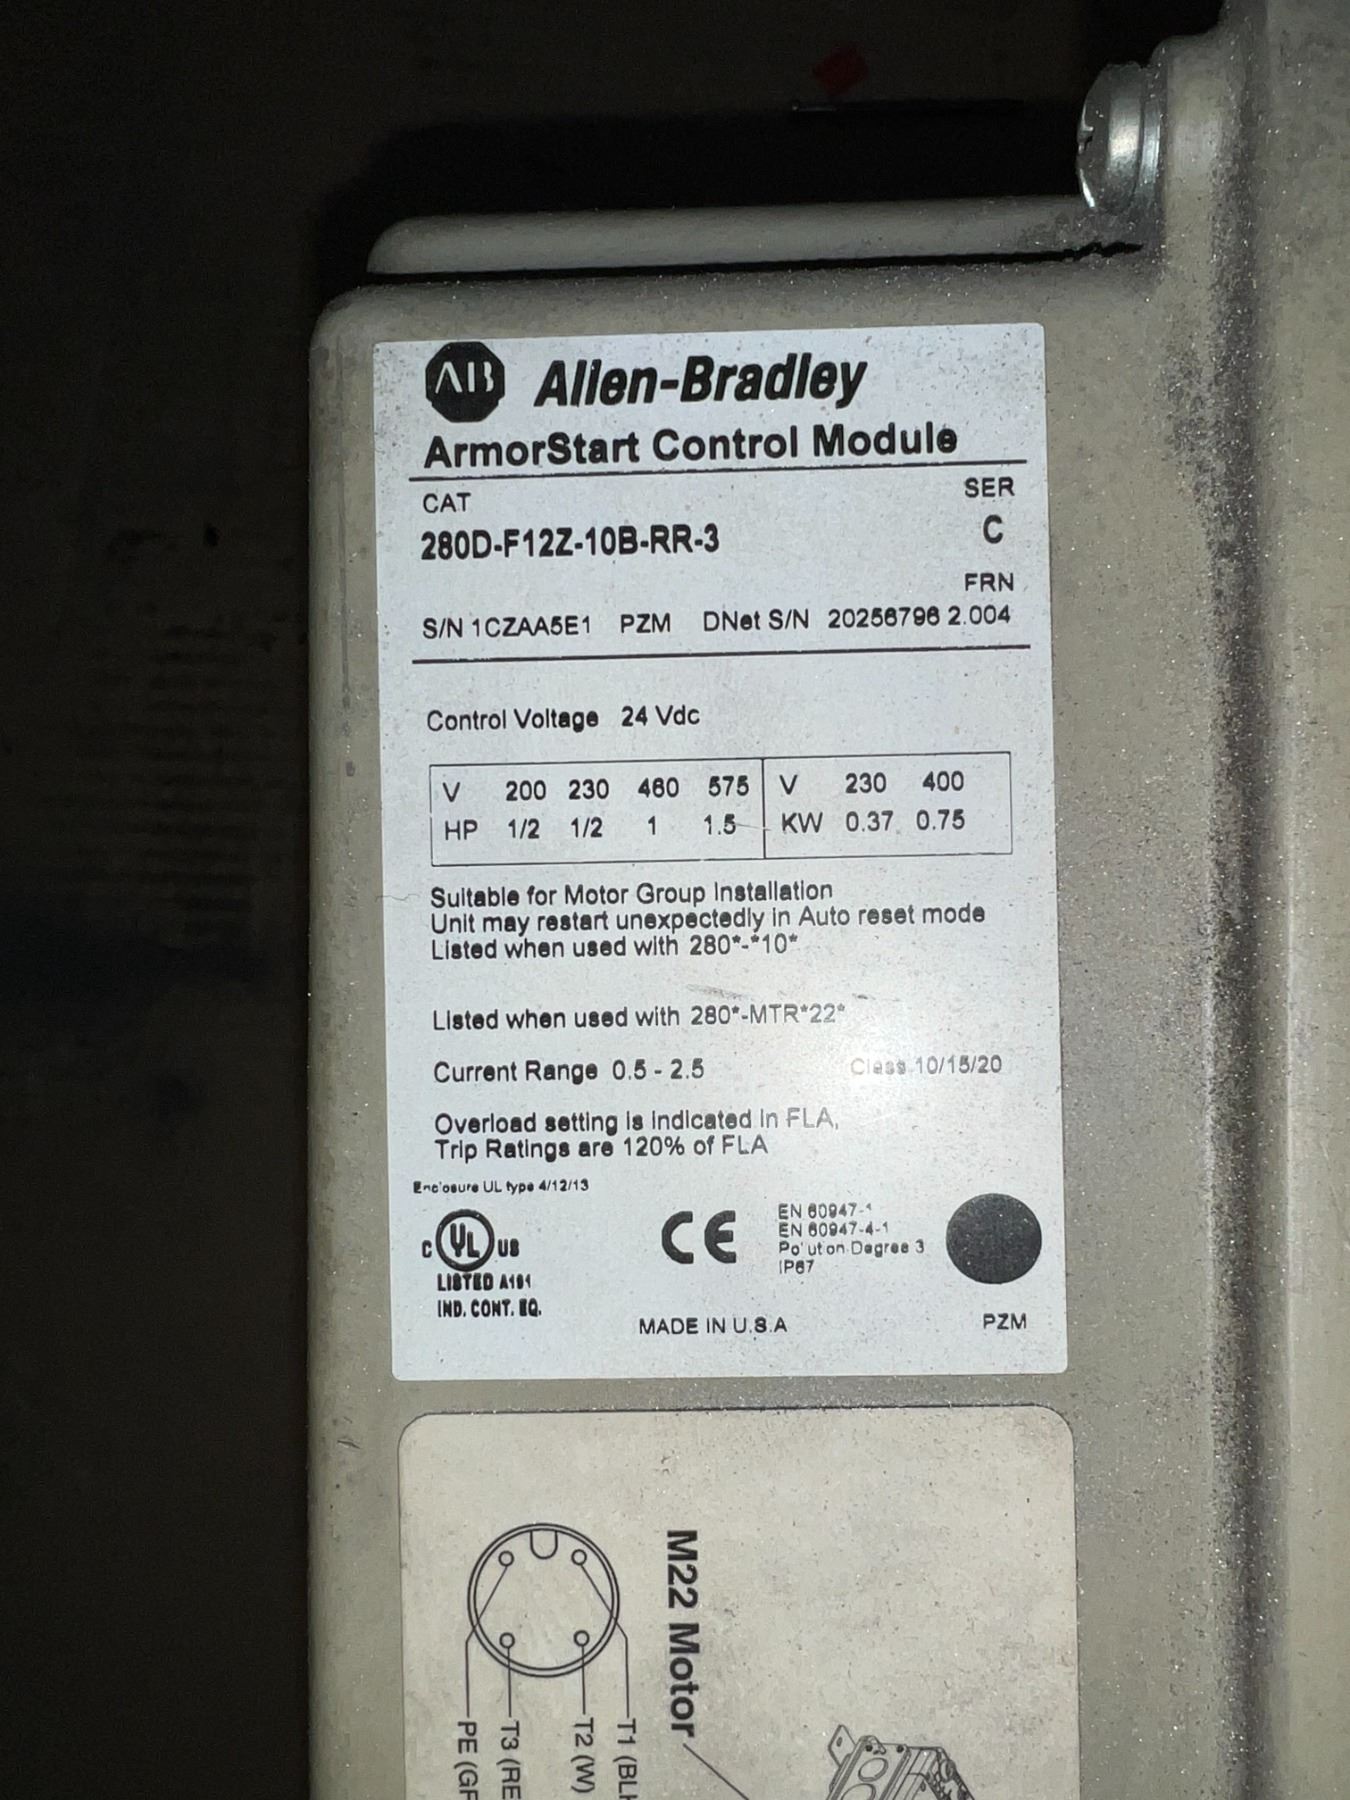 AB Allen-Bradley
ArmorStart Control Module
CAT SER
280D-F12Z-10B-RR-3 C
FRN
S/N 1CZAA5E1 PZM DNet S/N 20256796 2.004
Control Voltage 24 Vdc
V 200 230 460 575 V 230 400
HP 1/2 1/2 1 1.5 KW 0.37 0.75
Suitable for Motor Group Installation
Unit may restart unexpectedly in Auto reset mode
Listed when used with 280*-*10*
Listed when used with 280*-MTR*22*
Current Range 0.5 - 2.5 Class 10/15/20
Overload setting is indicated in FLA,
Trip Ratings are 120% of FLA
Enclosure UL type 4/12/13
C UL US
LISTED A191
IND. CONT. EQ.
CE
EN 60947-1
EN 60947-4-1
Pollution Degree 3
IP67
MADE IN U.S.A
PZM
M22 Motor
T1 (BL
T2 (W)
T3 (RE
PE (GF